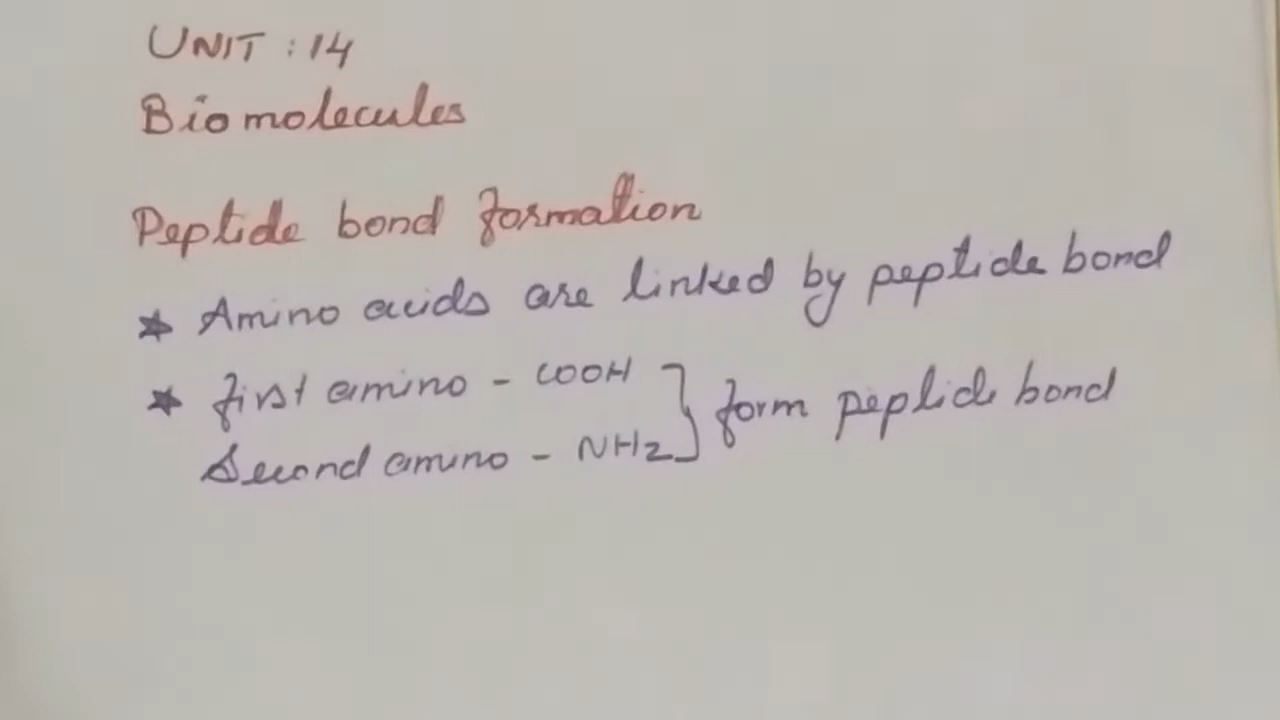 UNIT : 14
Biomolecules
Peptide bond formation
* Amino acids are linked by peptide bond
* first amino - COOH } form peptide bond
Second amino - NH2